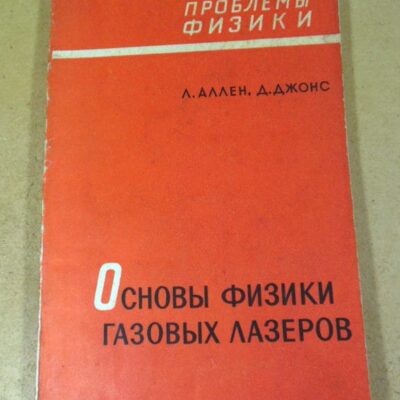 ПРОБЛЕМЫ
ФИЗИКИ
Л. АЛЛЕН, Д. ДЖОНС
ОСНОВЫ ФИЗИКИ
ГАЗОВЫХ ЛАЗЕРОВ